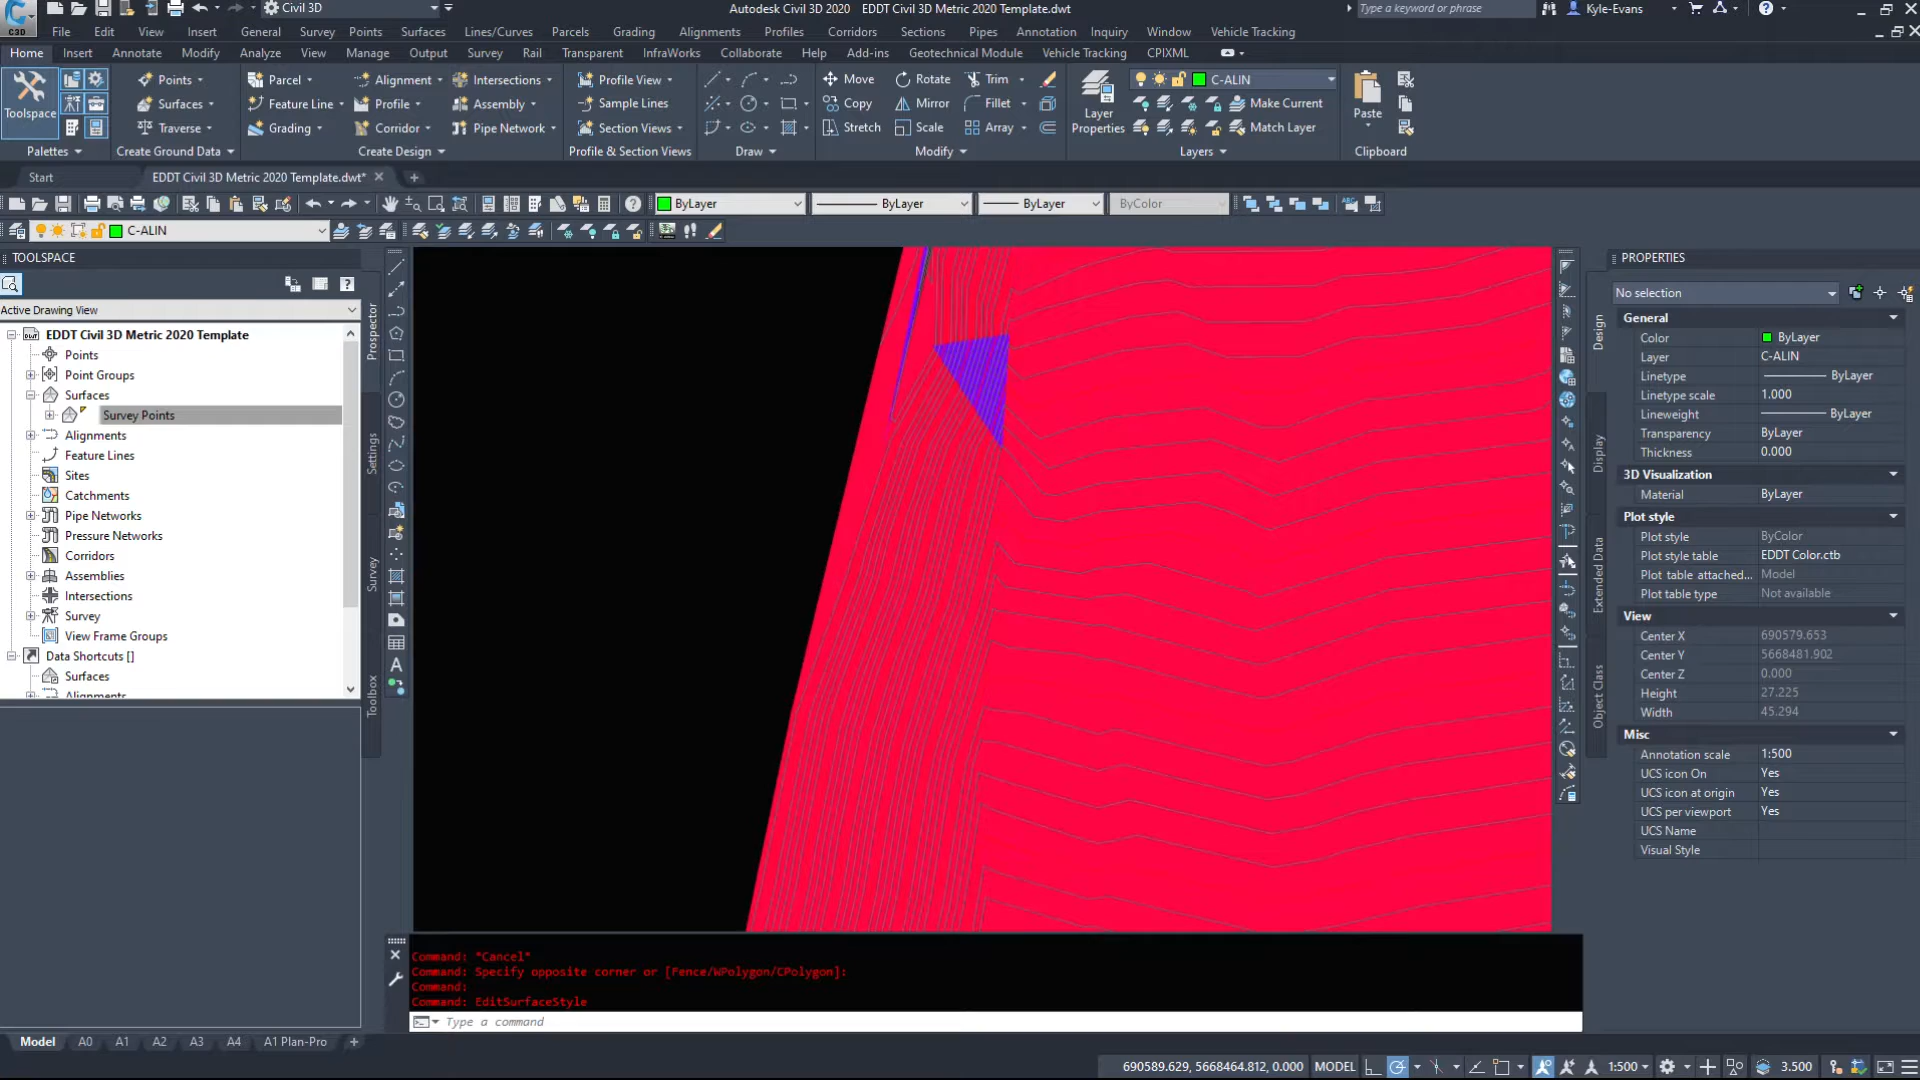 Civil 3D
Autodesk Civil 3D 2020 EDDT Civil 3D Metric 2020 Template.dwt
Type a keyword or phrase
Kyle-Evans
C3D
File Edit View Insert General Survey Points Surfaces Lines/Curves Parcels Grading Alignments Profiles Corridors Sections Pipes Annotation Inquiry Window Vehicle Tracking
Home Insert Annotate Modify Analyze View Manage Output Survey Rail Transparent InfraWorks Collaborate Help Add-ins Geotechnical Module Vehicle Tracking CPIXML
Points Parcel Alignment Intersections Profile View Move Rotate Trim C-ALIN
Toolspace Surfaces Feature Line Profile Assembly Sample Lines Copy Mirror Fillet Layer Properties Make Current Paste
Traverse Grading Corridor Pipe Network Section Views Stretch Scale Array Match Layer
Palettes Create Ground Data Create Design Profile & Section Views Draw Modify Layers Clipboard
Start EDDT Civil 3D Metric 2020 Template.dwt*
ByLayer ByLayer ByLayer ByColor
C-ALIN
TOOLSPACE
Active Drawing View
EDDT Civil 3D Metric 2020 Template
Points
Point Groups
Surfaces
Survey Points
Alignments
Feature Lines
Sites
Catchments
Pipe Networks
Pressure Networks
Corridors
Assemblies
Intersections
Survey
View Frame Groups
Data Shortcuts []
Surfaces
Alignments
Prospector
Settings
Survey
Toolbox
PROPERTIES
No selection
General
Color ByLayer
Layer C-ALIN
Linetype ByLayer
Linetype scale 1.000
Lineweight ByLayer
Transparency ByLayer
Thickness 0.000
3D Visualization
Material ByLayer
Plot style
Plot style ByColor
Plot style table EDDT Color.ctb
Plot table attached... Model
Plot table type Not available
View
Center X 690579.653
Center Y 5668481.902
Center Z 0.000
Height 27.225
Width 45.294
Misc
Annotation scale 1:500
UCS icon On Yes
UCS icon at origin Yes
UCS per viewport Yes
UCS Name
Visual Style
Design
Display
Extended Data
Object Class
Command: *Cancel*
Command: Specify opposite corner or [Fence/WPolygon/CPolygon]:
Command:
Command: EditSurfaceStyle
Type a command
Model A0 A1 A2 A3 A4 A1 Plan-Pro
690589.629, 5668464.812, 0.000 MODEL 1:500 3.500